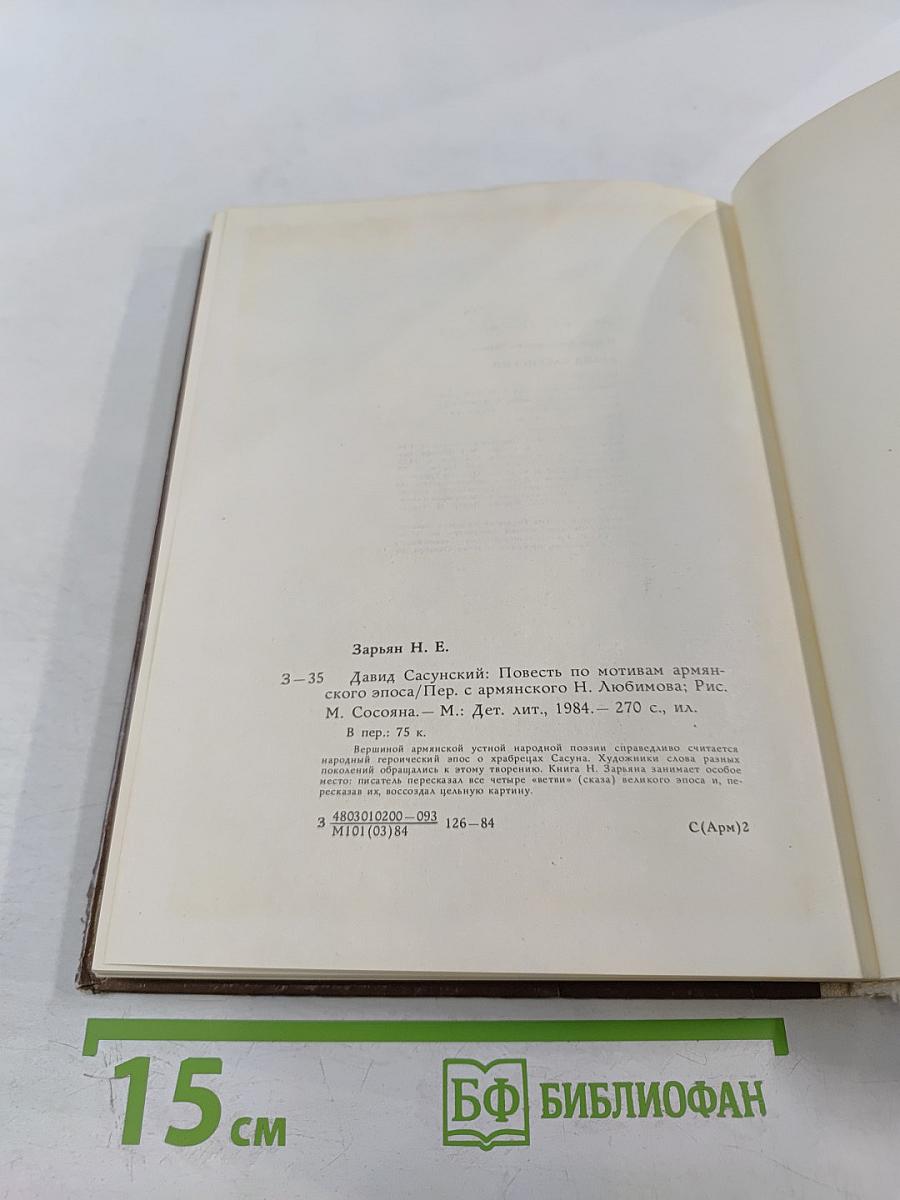 Зарьян Н. Е.
З—35 Давид Сасунский: Повесть по мотивам армян-
ского эпоса/Пер. с армянского Н. Любимова; Рис.
М. Сосояна.— М.: Дет. лит., 1984.— 270 с., ил.
В пер.: 75 к.
Вершиной армянской устной народной поэзии справедливо считается
народный героический эпос о храбрецах Сасуна. Художники слова разных
поколений обращались к этому творению. Книга Н. Зарьяна занимает особое
место: писатель пересказал все четыре «ветви» (сказа) великого эпоса и, пе-
ресказав их, воссоздал цельную картину.
З 4803010200—093 126—84
М101(03)84
С(Арм)2
15 см
БФ БИБЛИОФАН